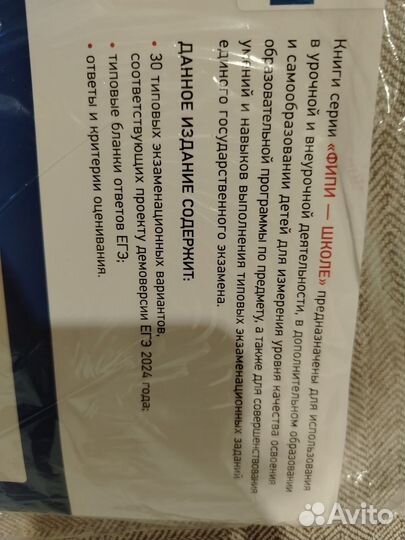 Книги серии «ФИПИ — ШКОЛЕ» предназначены для использования
в урочной и внеурочной деятельности, в дополнительном образовании
и самообразовании детей для измерения уровня качества освоения
образовательной программы по предмету, а также для совершенствования
умений и навыков выполнения типовых экзаменационных заданий
единого государственного экзамена.
ДАННОЕ ИЗДАНИЕ СОДЕРЖИТ:
• 30 типовых экзаменационных вариантов,
соответствующих проекту демоверсии ЕГЭ 2024 года;
• типовые бланки ответов ЕГЭ;
• ответы и критерии оценивания.
Avito